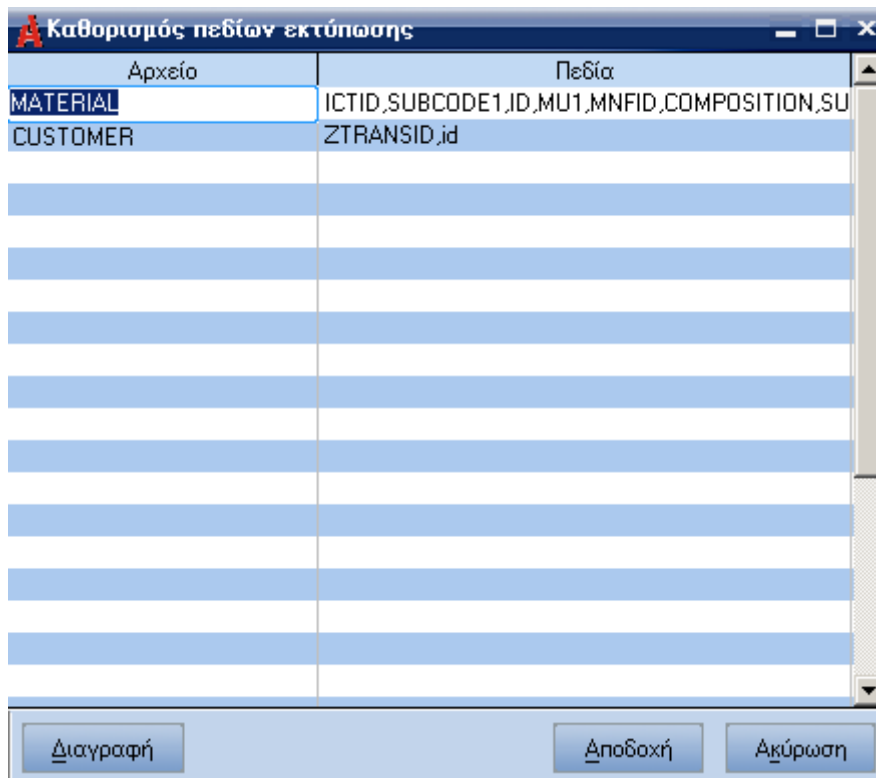 Καθορισμός πεδίων εκτύπωσης
Αρχείο Πεδία
MATERIAL ICTID,SUBCODE1,ID,MU1,MNFID,COMPOSITION,SU
CUSTOMER ZTRANSID,id
Διαγραφή Αποδοχή Ακύρωση